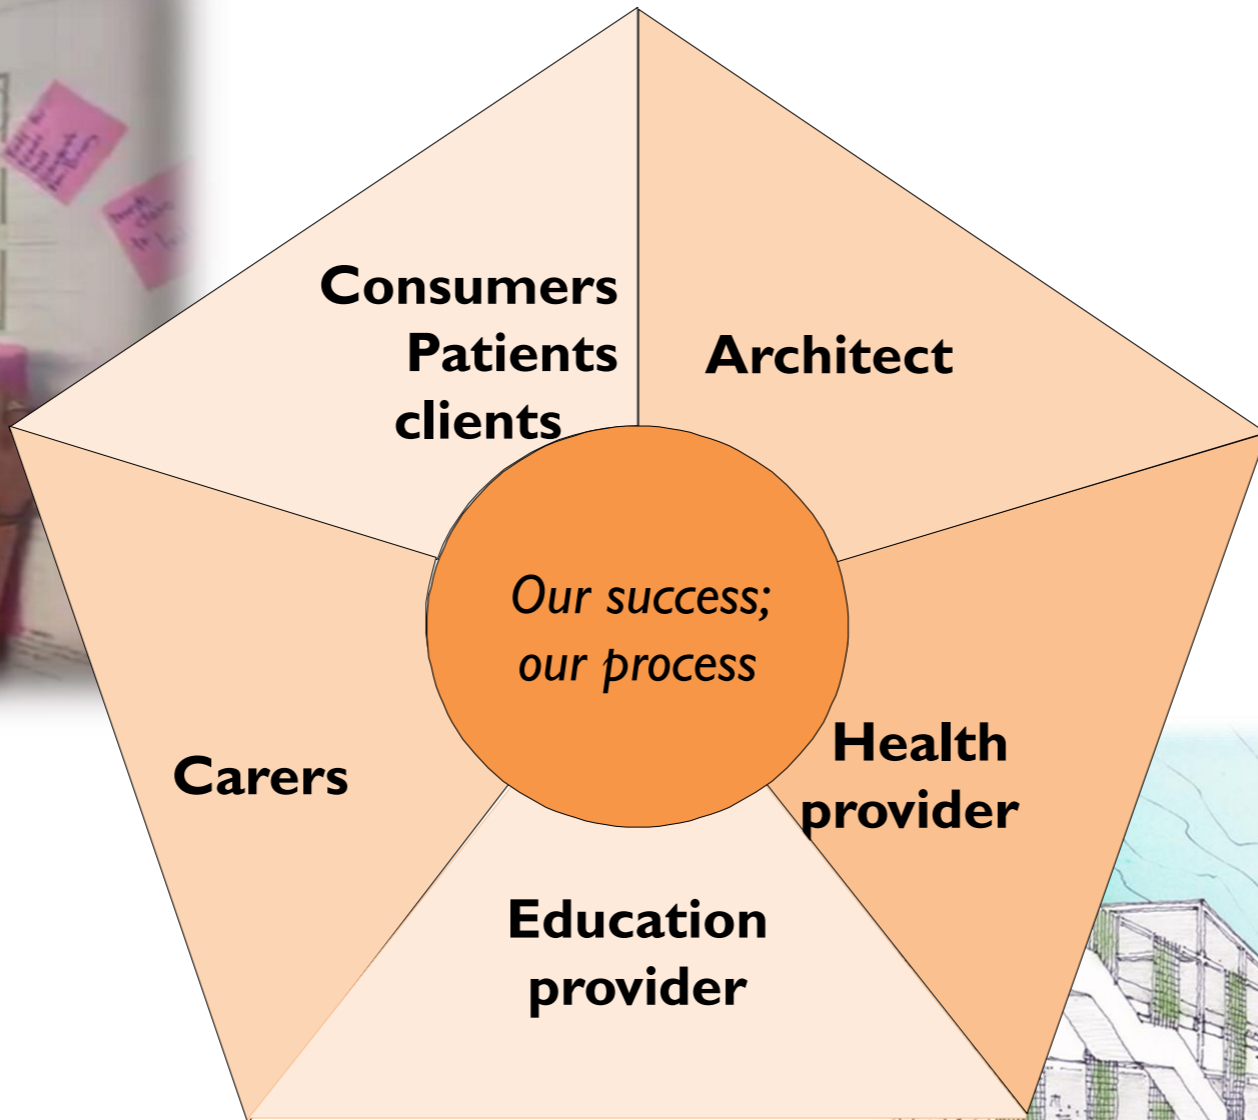 Consumers
Patients
clients
Architect
Our success;
our process
Health
provider
Carers
Education
provider